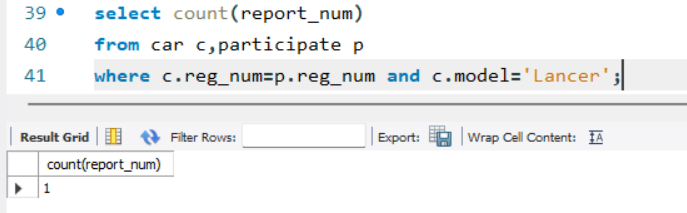 39 select count(report_num)
40 from car c,participate p
41 where c.reg_num=p.reg_num and c.model='Lancer';
Result Grid Filter Rows: Export: Wrap Cell Content: IA
count(report_num)
1